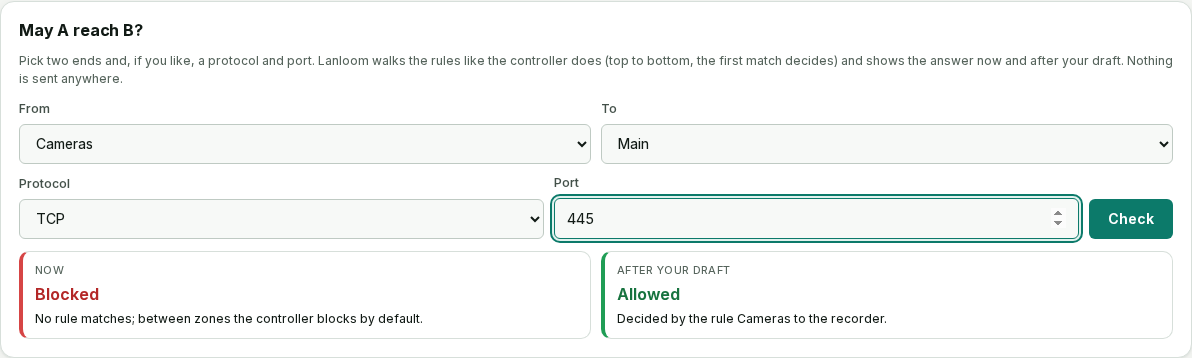 May A reach B?
Pick two ends and, if you like, a protocol and port. Lanloom walks the rules like the controller does (top to bottom, the first match decides) and shows the answer now and after your draft. Nothing
is sent anywhere.
From
To
Cameras
Main
Protocol
Port
TCP
445
Check
NOW
Blocked
No rule matches; between zones the controller blocks by default.
AFTER YOUR DRAFT
Allowed
Decided by the rule Cameras to the recorder.